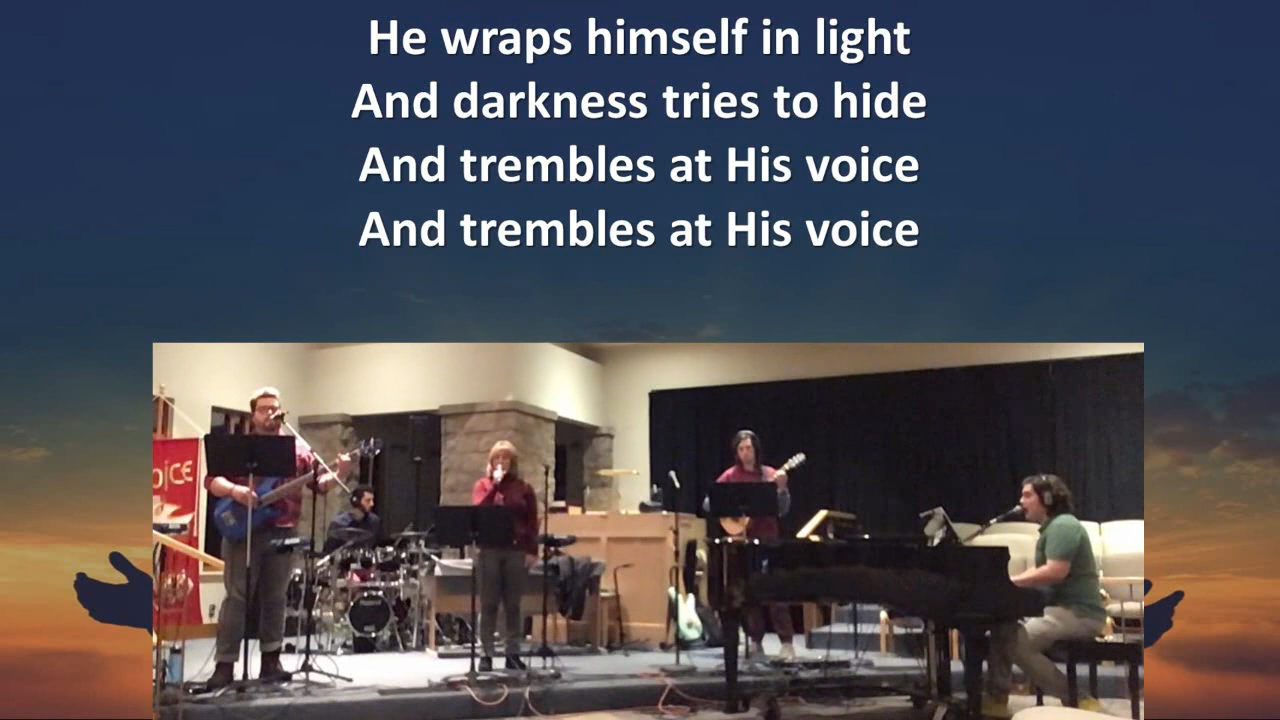 He wraps himself in light
And darkness tries to hide
And trembles at His voice
And trembles at His voice